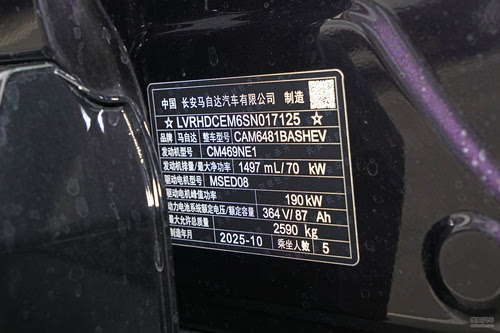 中国 长安马自达汽车有限公司 制造
☆ LVRHDCEM6SN017125 ☆
品牌 马自达 整车型号 CAM6481BASHEV
发动机型号 CM469NE1
发动机排量/最大净功率 1497 mL/70 kW
驱动电机型号 MSED08
驱动电机峰值功率 190 kW
动力电池系统额定电压/额定容量 364 V/87 Ah
最大允许总质量 2590 kg
制造年月 2025-10 乘坐人数 5